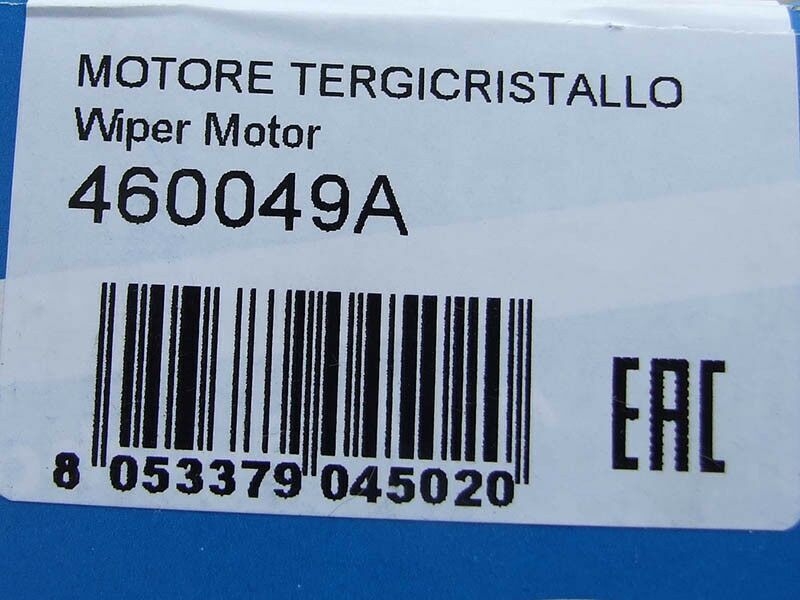 MOTORE TERGICRISTALLO
Wiper Motor
460049A
EAC
8 053379 045020